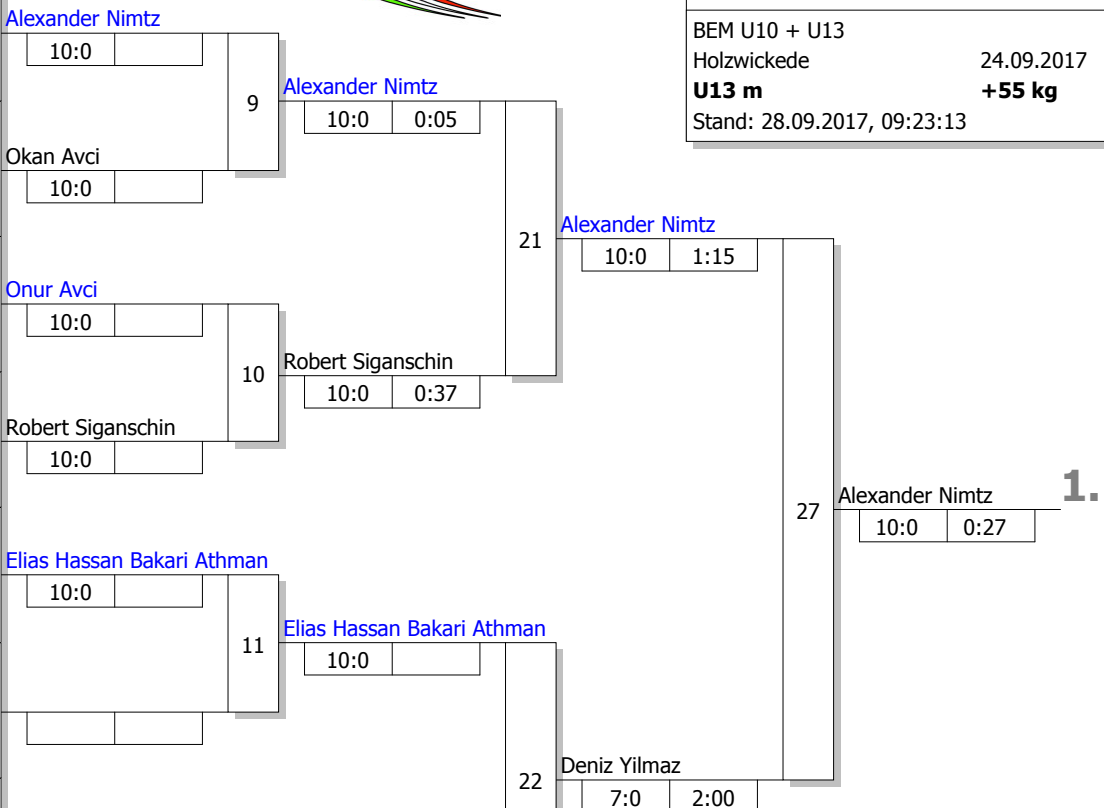 Alexander Nimtz
10:0
9
Okan Avci
10:0
Alexander Nimtz
10:0 0:05
BEM U10 + U13
Holzwickede 24.09.2017
U13 m +55 kg
Stand: 28.09.2017, 09:23:13
21
Alexander Nimtz
10:0 1:15
Onur Avci
10:0
10
Robert Siganschin
10:0 0:37
Robert Siganschin
10:0
27
Alexander Nimtz 1.
10:0 0:27
Elias Hassan Bakari Athman
10:0
11
Elias Hassan Bakari Athman
10:0
22
Deniz Yilmaz
7:0 2:00